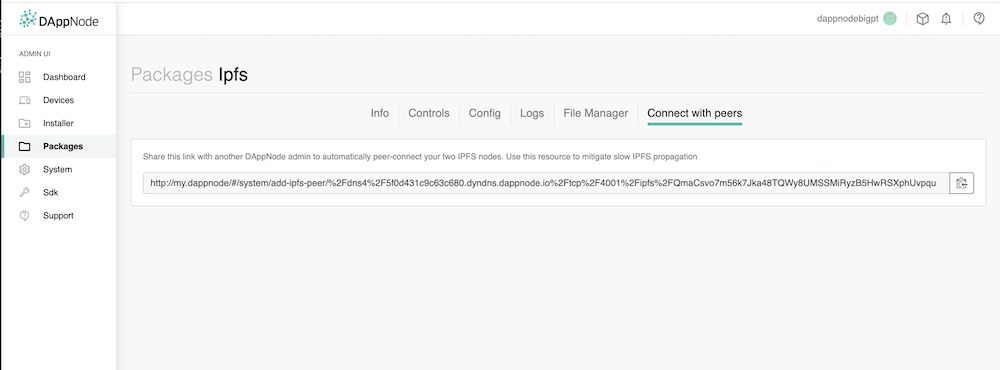 DAppNode
dappnodebigpt
ADMIN UI
Dashboard
Devices
Installer
Packages
System
Sdk
Support
Packages Ipfs
Info Controls Config Logs File Manager Connect with peers
Share this link with another DAppNode admin to automatically peer-connect your two IPFS nodes. Use this resource to mitigate slow IPFS propagation
http://my.dappnode/#/system/add-ipfs-peer/%2Fdns4%2F5f0d431c9c63c680.dyndns.dappnode.io%2Ftcp%2F4001%2Fipfs%2FQmaCsvo7m56k7Jka48TQWy8UMSSMiRyzB5HwRSXphUvpqu